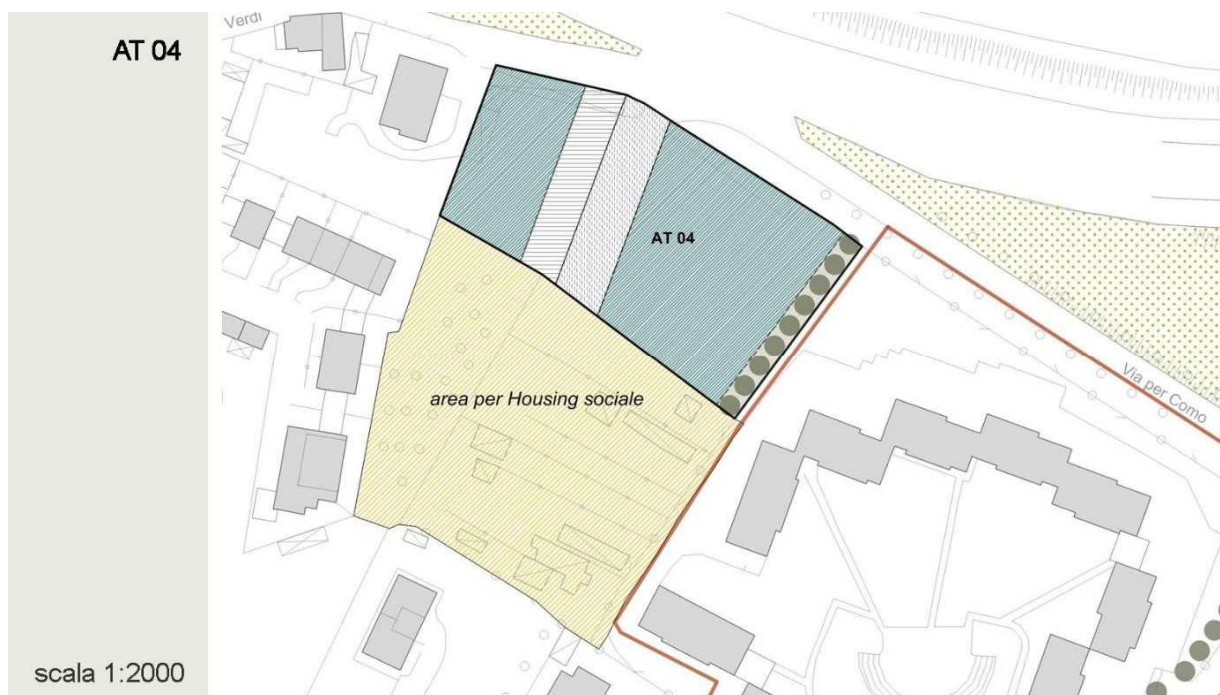 AT 04
Verdi
AT 04
area per Housing sociale
Via per Como
scala 1:2000